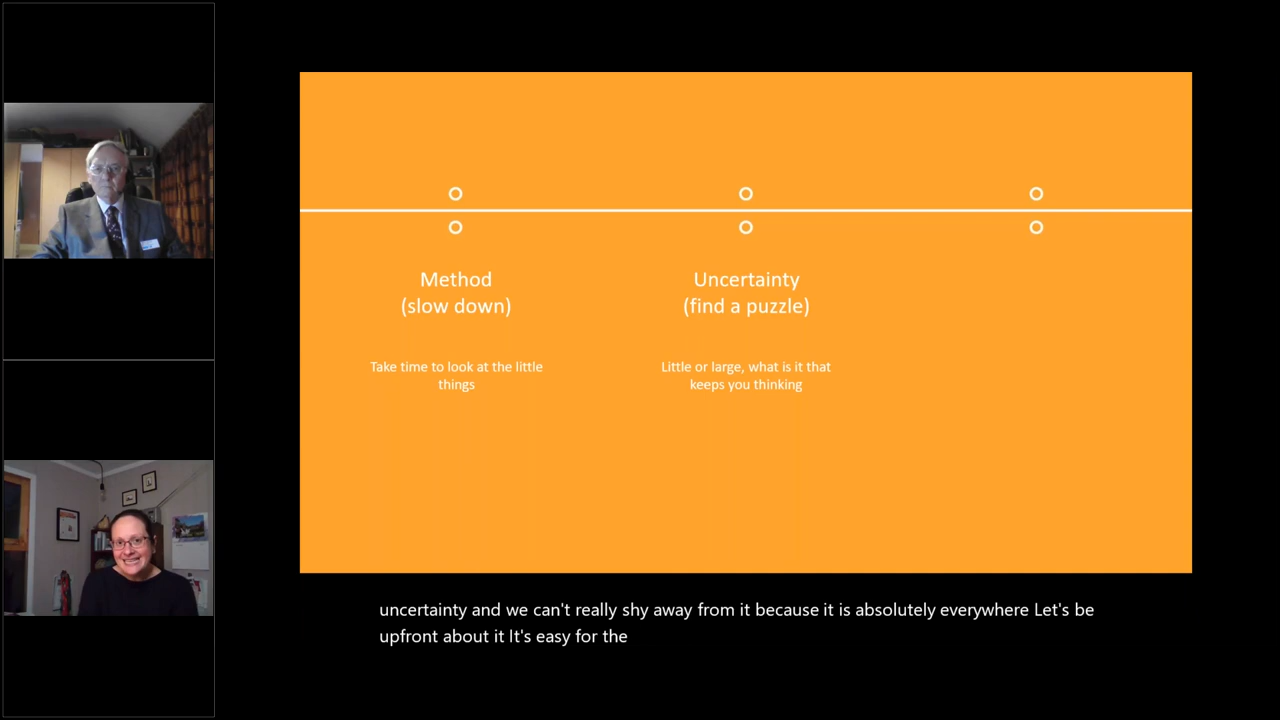 Method
(slow down)
Take time to look at the little
things
Uncertainty
(find a puzzle)
Little or large, what is it that
keeps you thinking
uncertainty and we can't really shy away from it because it is absolutely everywhere Let's be
upfront about it It's easy for the